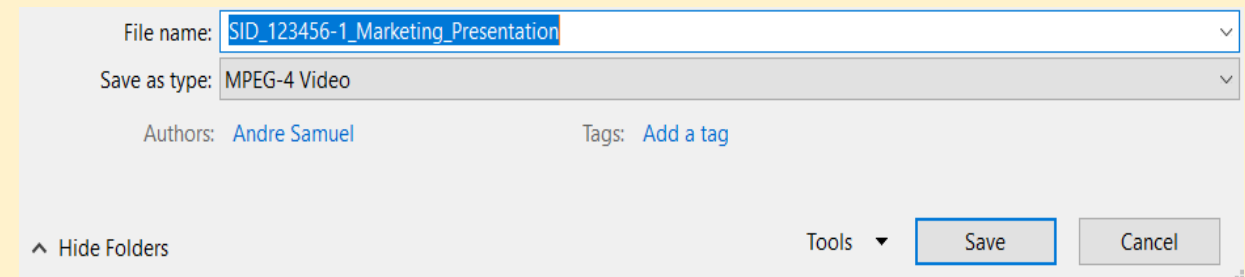 File name: SID_123456-1_Marketing_Presentation
Save as type: MPEG-4 Video
Authors: Andre Samuel Tags: Add a tag
Hide Folders Tools Save Cancel